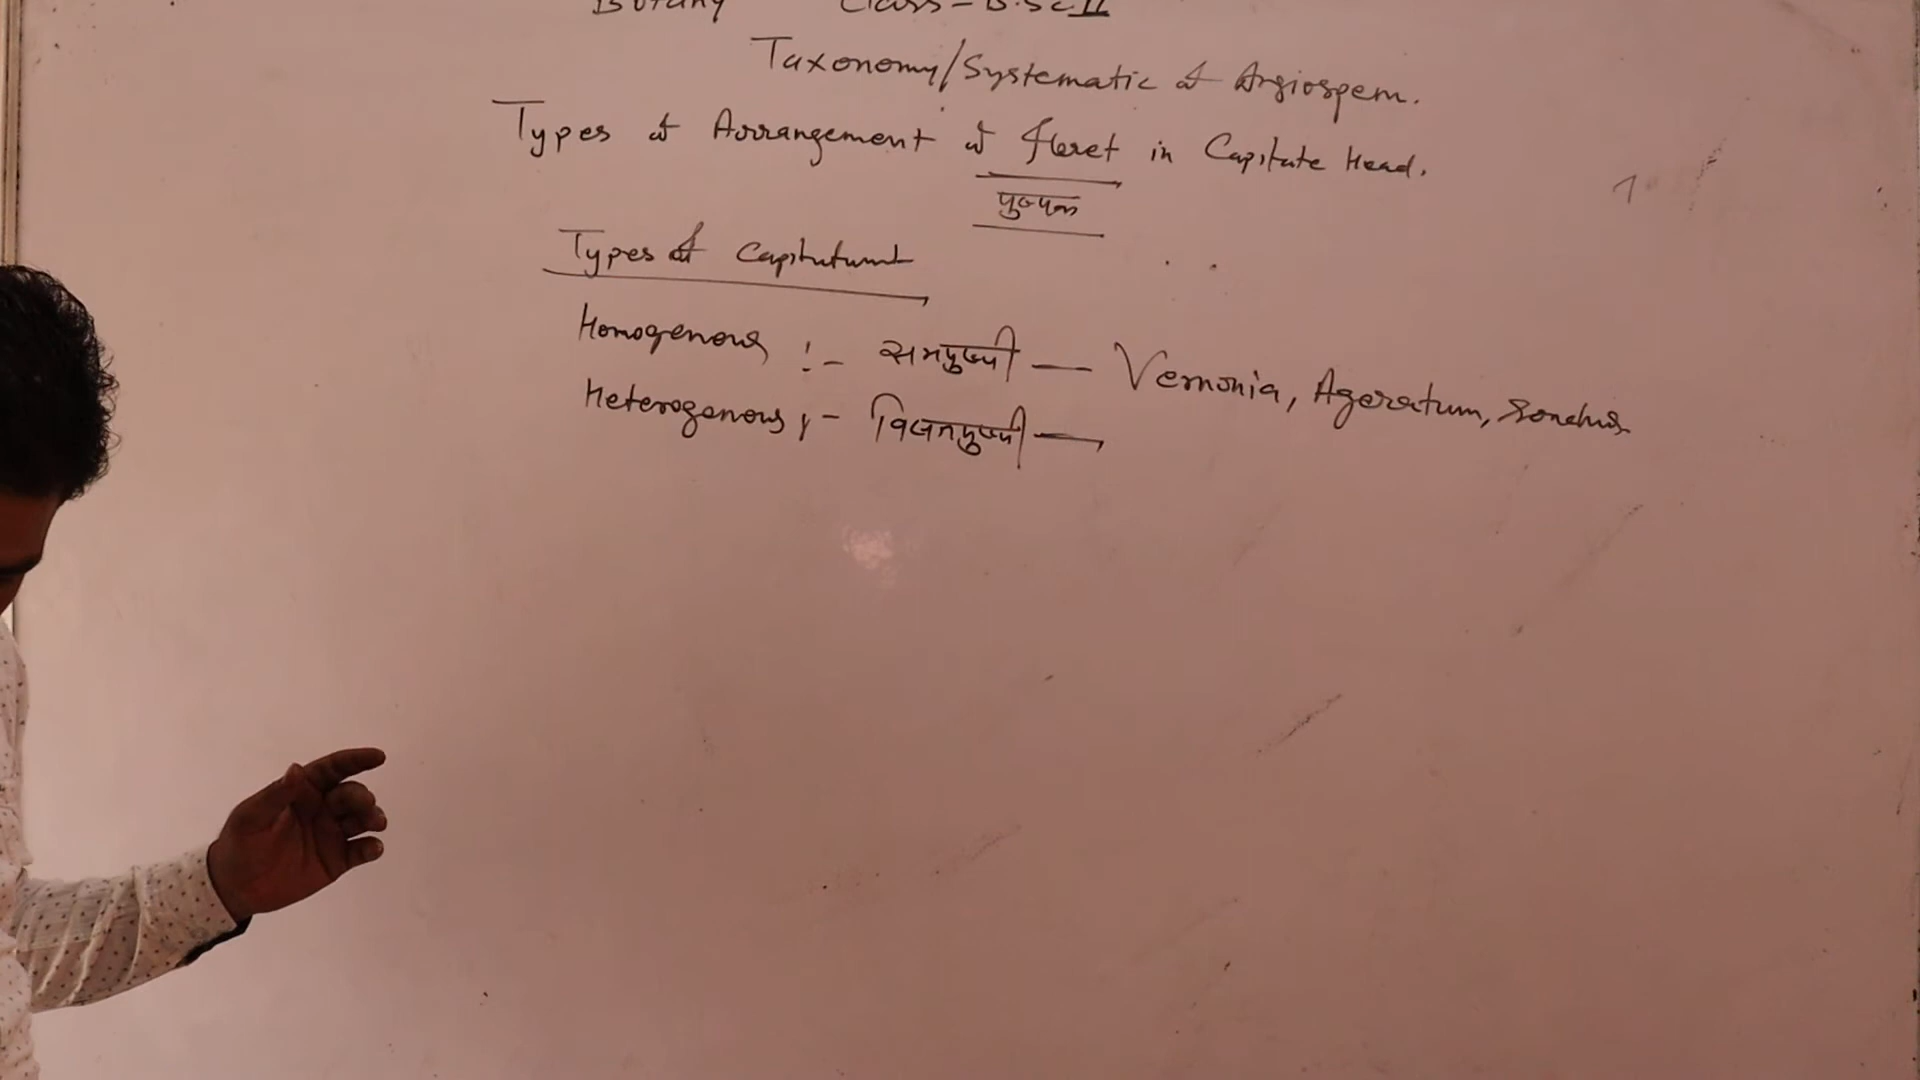 Botany Class - B.Sc II
Taxonomy/Systematic of Angiosperm.
Types of Arrangement of floret in Capitate Head.
पुष्पक
Types of Capitutumt
Homogenous :- समपुष्पी — Vernonia, Ageratum, Sonchus
Heterogenous :- विषमपुष्पी —